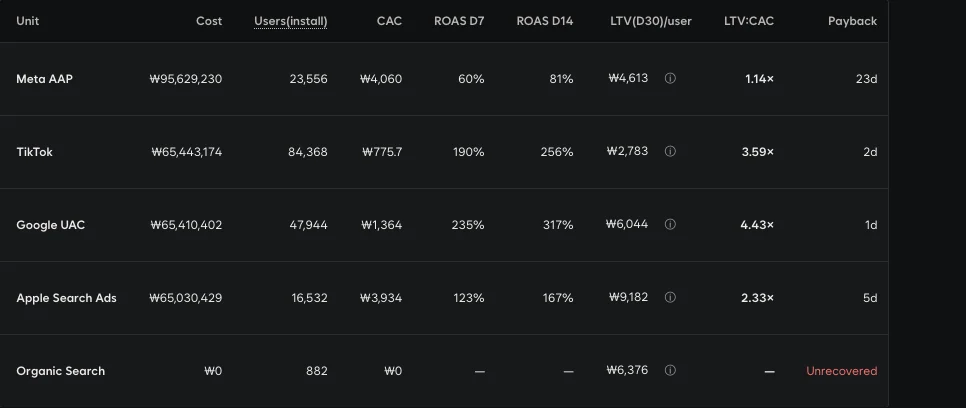 Unit Cost Users(install) CAC ROAS D7 ROAS D14 LTV(D30)/user LTV:CAC Payback
Meta AAP ₩95,629,230 23,556 ₩4,060 60% 81% ₩4,613 ⓘ 1.14× 23d
TikTok ₩65,443,174 84,368 ₩775.7 190% 256% ₩2,783 ⓘ 3.59× 2d
Google UAC ₩65,410,402 47,944 ₩1,364 235% 317% ₩6,044 ⓘ 4.43× 1d
Apple Search Ads ₩65,030,429 16,532 ₩3,934 123% 167% ₩9,182 ⓘ 2.33× 5d
Organic Search ₩0 882 ₩0 — — ₩6,376 ⓘ — Unrecovered